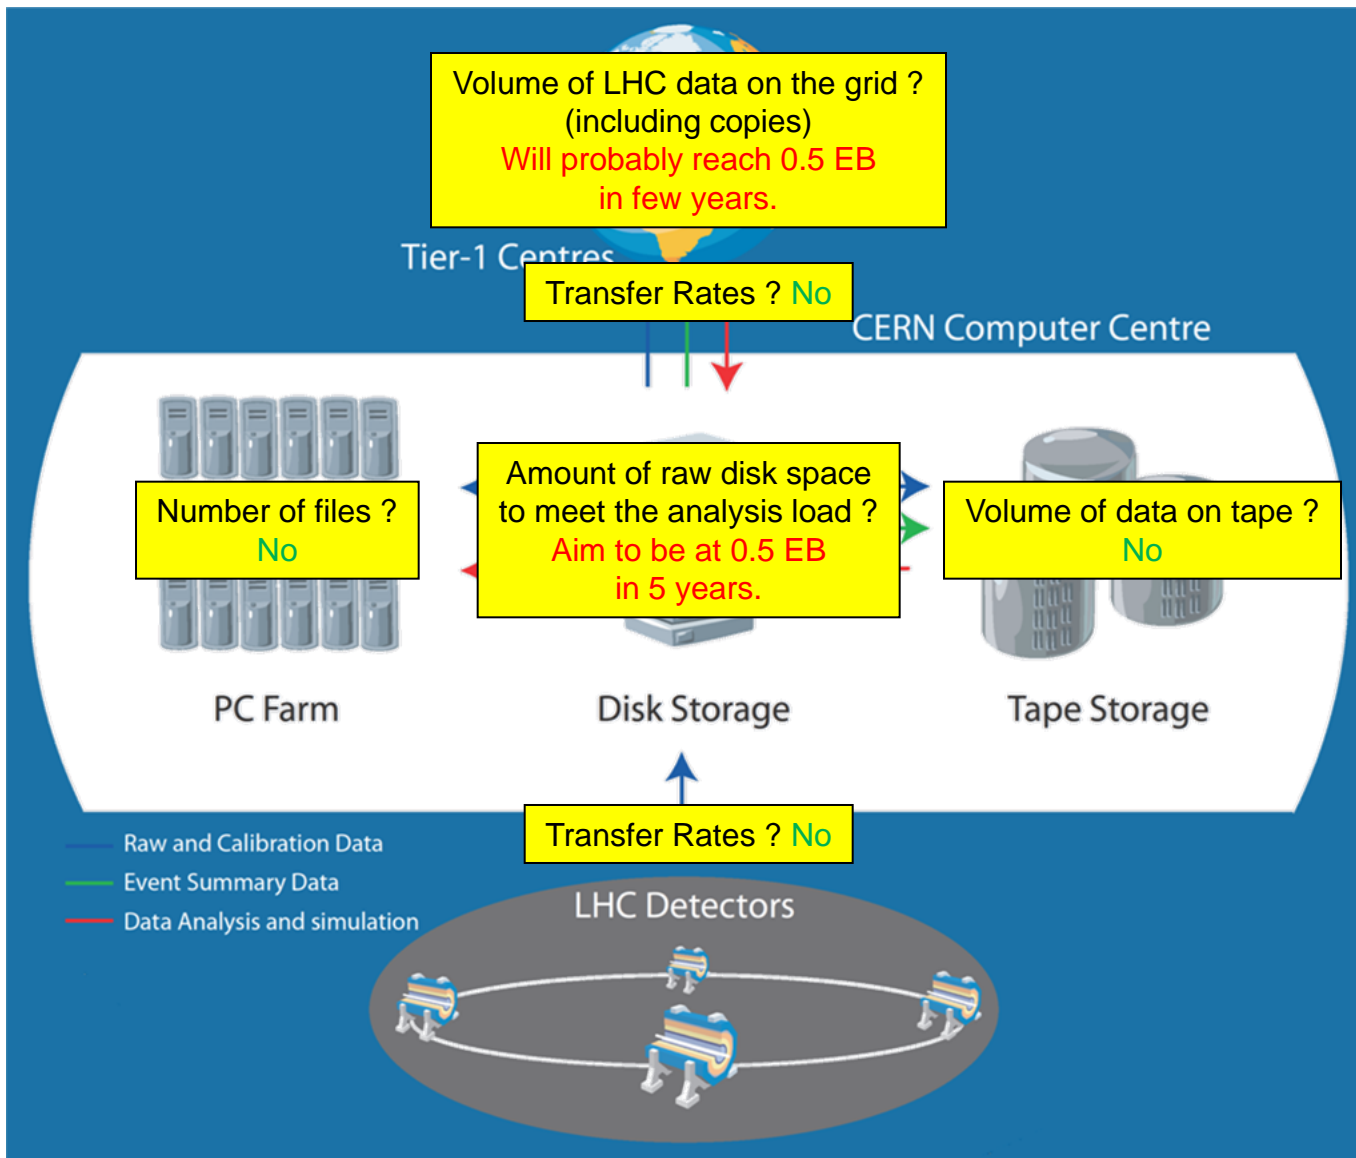 Volume of LHC data on the grid ?
(including copies)
Will probably reach 0.5 EB
in few years.
Tier-1 Centres
Transfer Rates ? No
CERN Computer Centre
Number of files ?
No
Amount of raw disk space
to meet the analysis load ?
Aim to be at 0.5 EB
in 5 years.
Volume of data on tape ?
No
PC Farm
Disk Storage
Tape Storage
Transfer Rates ? No
Raw and Calibration Data
Event Summary Data
Data Analysis and simulation
LHC Detectors